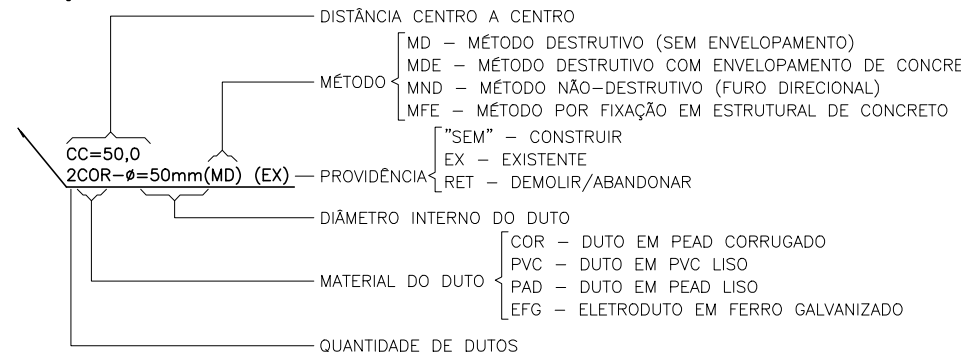 DISTÂNCIA CENTRO A CENTRO
MD – MÉTODO DESTRUTIVO (SEM ENVELOPAMENTO)
MDE – MÉTODO DESTRUTIVO COM ENVELOPAMENTO DE CONCRE
MÉTODO
MND – MÉTODO NÃO-DESTRUTIVO (FURO DIRECIONAL)
MFE – MÉTODO POR FIXAÇÃO EM ESTRUTURAL DE CONCRETO
"SEM" – CONSTRUIR
CC=50,0
EX – EXISTENTE
2COR-ø=50mm(MD) (EX)
PROVIDÊNCIA
RET – DEMOLIR/ABANDONAR
DIÂMETRO INTERNO DO DUTO
COR – DUTO EM PEAD CORRUGADO
PVC – DUTO EM PVC LISO
MATERIAL DO DUTO
PAD – DUTO EM PEAD LISO
EFG – ELETRODUTO EM FERRO GALVANIZADO
QUANTIDADE DE DUTOS